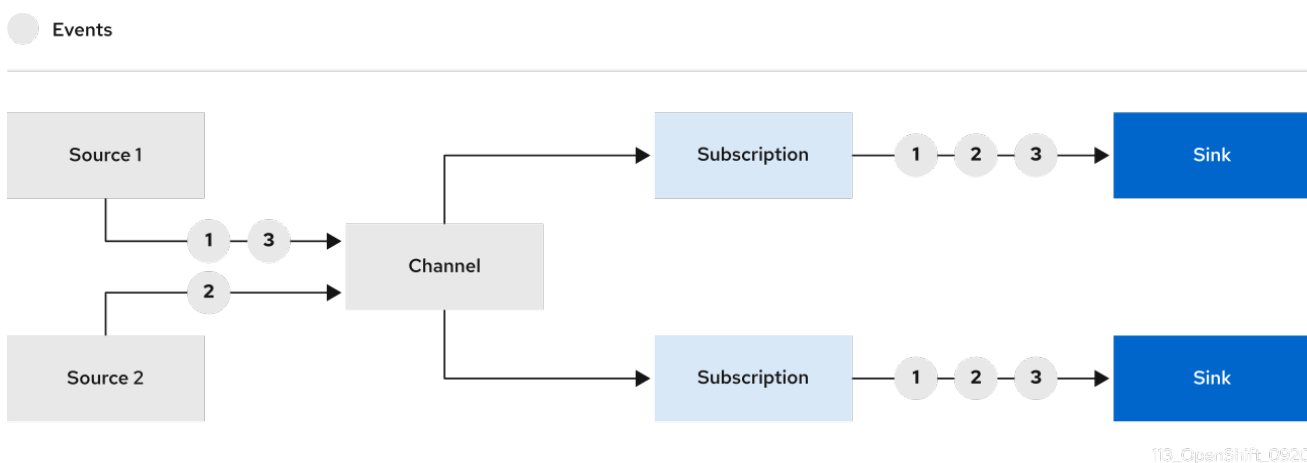 Events
Source 1
Subscription
1 2 3
Sink
1 3
Channel
2
Source 2
Subscription
1 2 3
Sink
113_OpenShift_0920